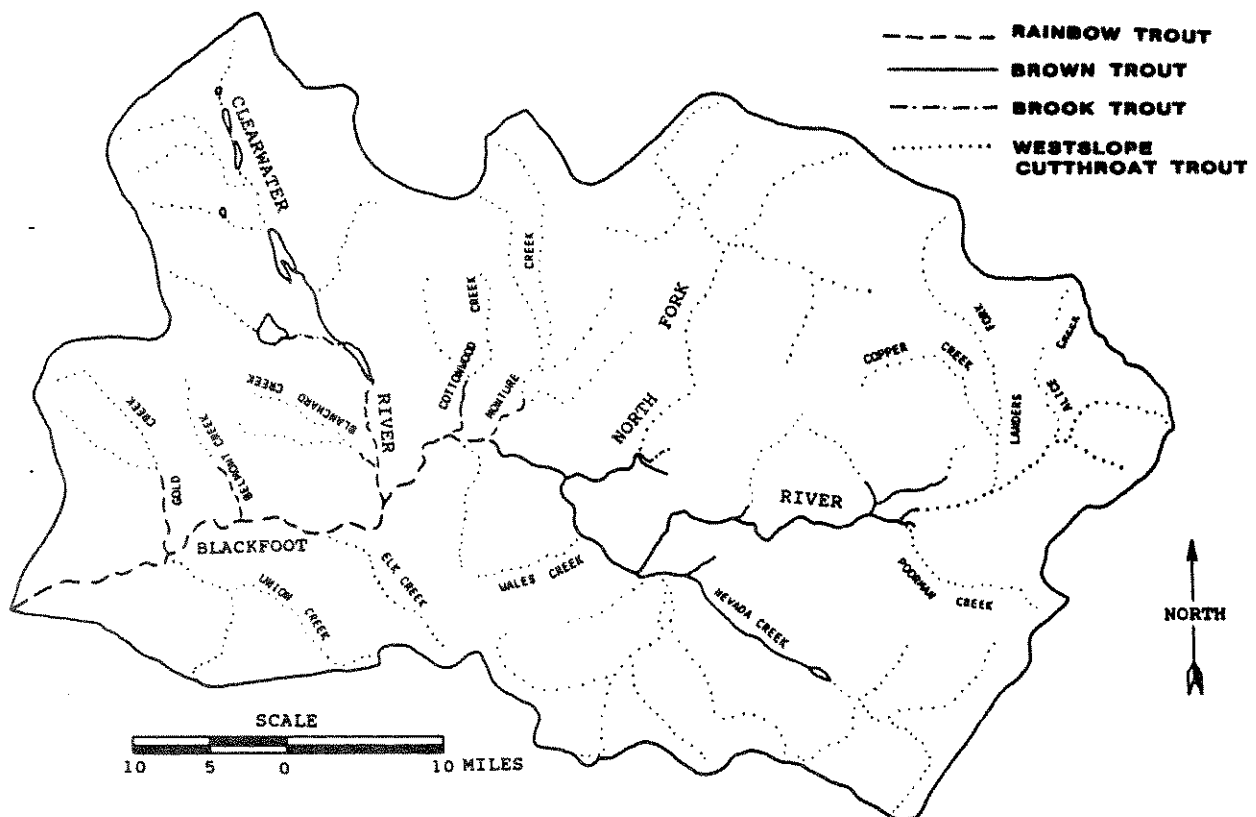 RAINBOW TROUT
BROWN TROUT
BROOK TROUT
WESTSLOPE
CUTTHROAT TROUT
CLEARWATER
RIVER
CREEK
COTTONWOOD
CREEK
MONTURE
NORTH
FORK
COPPER
CREEK
LANDERS
FORK
ALICE
CREEK
GOLD
CREEK
BELMONT CREEK
BLANCHARD
CREEK
BLACKFOOT
RIVER
UNION
CREEK
ELK CREEK
WALES CREEK
NEVADA CREEK
POORMAN
CREEK
NORTH
SCALE
10 5 0 10 MILES